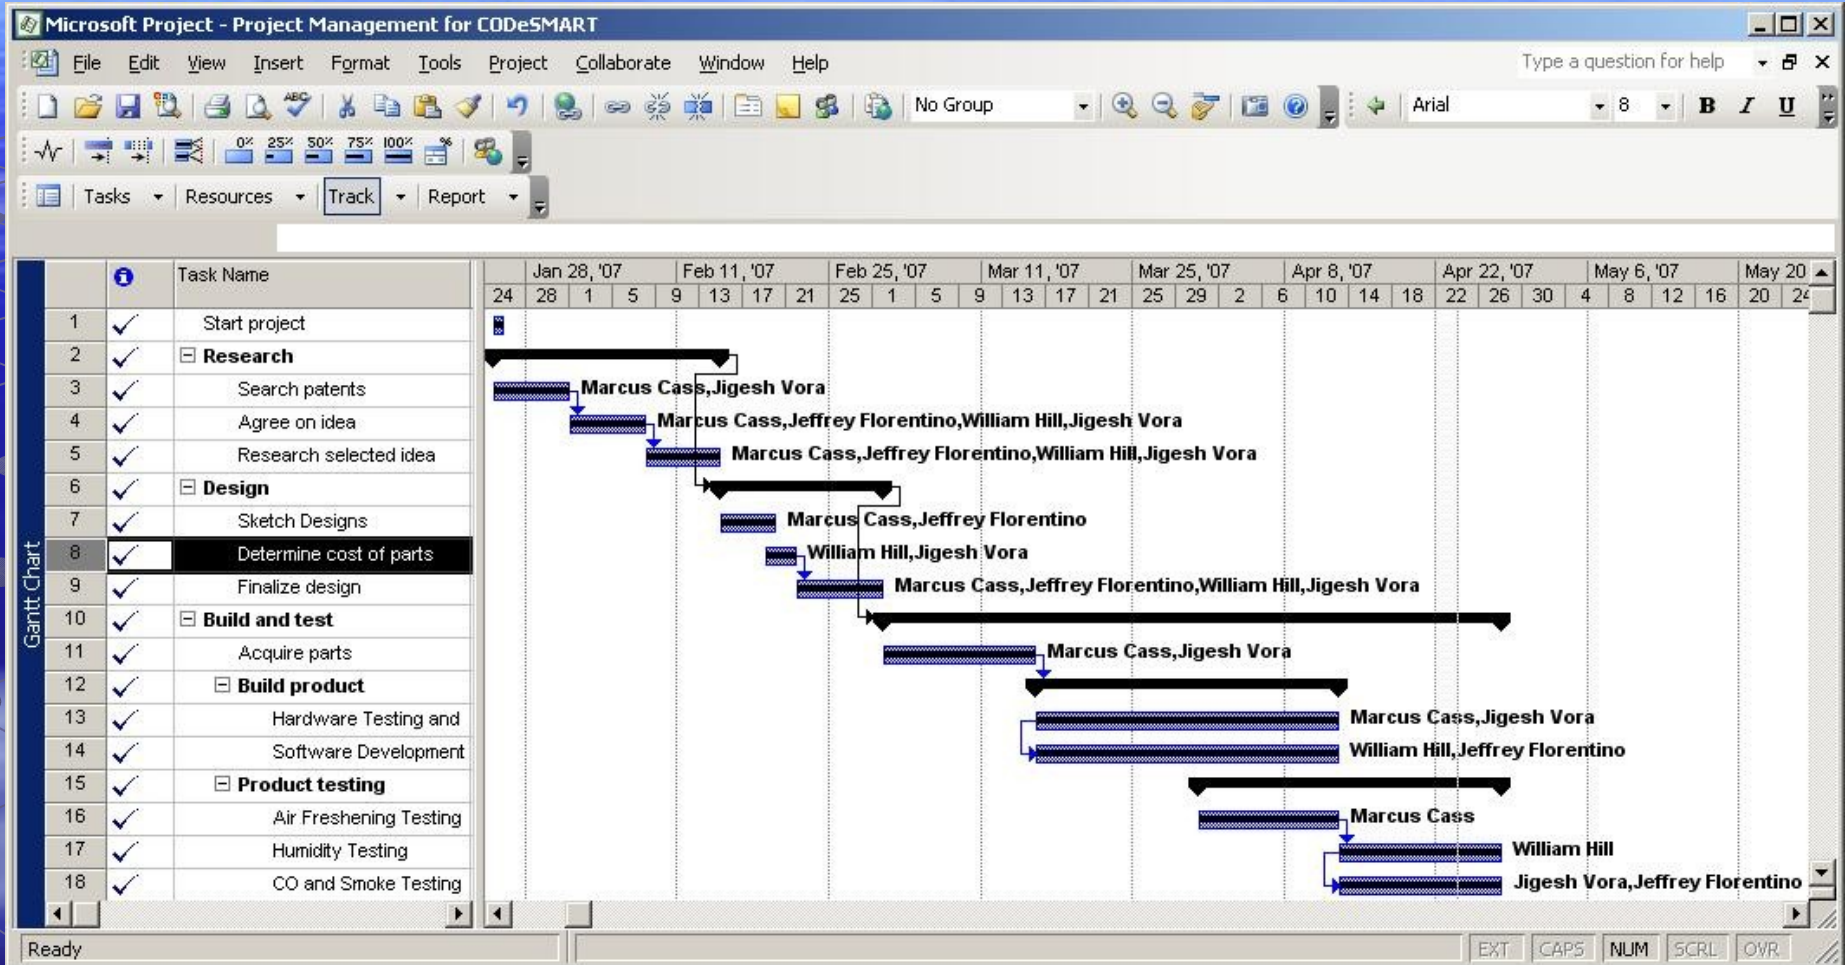 Microsoft Project - Project Management for CODeSMART
File Edit View Insert Format Tools Project Collaborate Window Help Type a question for help
ABC No Group Arial 8 B I U
0% 25% 50% 75% 100% %
Tasks Resources Track Report
Task Name Jan 28, '07 Feb 11, '07 Feb 25, '07 Mar 11, '07 Mar 25, '07 Apr 8, '07 Apr 22, '07 May 6, '07 May 20
24 28 1 5 9 13 17 21 25 1 5 9 13 17 21 25 29 2 6 10 14 18 22 26 30 4 8 12 16 20 24
1 Start project
2 Research
3 Search patents Marcus Cass,Jigesh Vora
4 Agree on idea Marcus Cass,Jeffrey Florentino,William Hill,Jigesh Vora
5 Research selected idea Marcus Cass,Jeffrey Florentino,William Hill,Jigesh Vora
6 Design
7 Sketch Designs Marcus Cass,Jeffrey Florentino
8 Determine cost of parts William Hill,Jigesh Vora
9 Finalize design Marcus Cass,Jeffrey Florentino,William Hill,Jigesh Vora
10 Build and test
11 Acquire parts Marcus Cass,Jigesh Vora
12 Build product
13 Hardware Testing and Marcus Cass,Jigesh Vora
14 Software Development William Hill,Jeffrey Florentino
15 Product testing
16 Air Freshening Testing Marcus Cass
17 Humidity Testing William Hill
18 CO and Smoke Testing Jigesh Vora,Jeffrey Florentino
Gantt Chart
Ready EXT CAPS NUM SCRL OVR